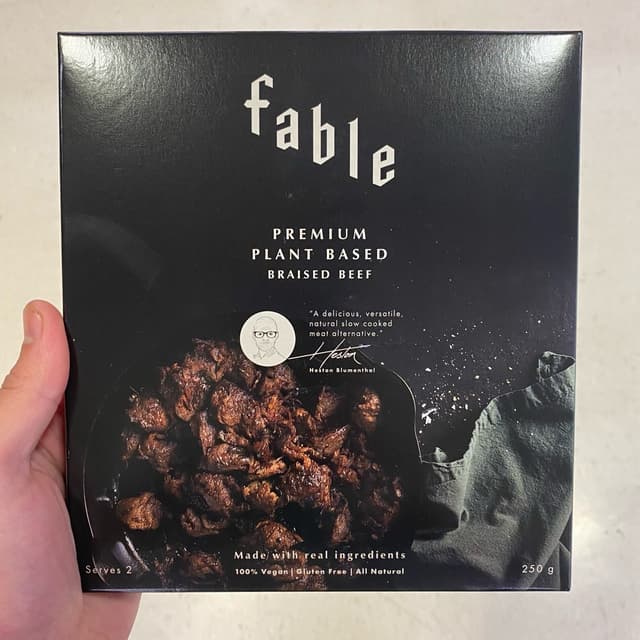 fable
PREMIUM
PLANT BASED
BRAISED BEEF
"A delicious, versatile,
natural slow cooked
meat alternative."
Heston
Heston Blumenthal
Made with real ingredients
Serves 2
100% Vegan | Gluten Free | All Natural
250 g